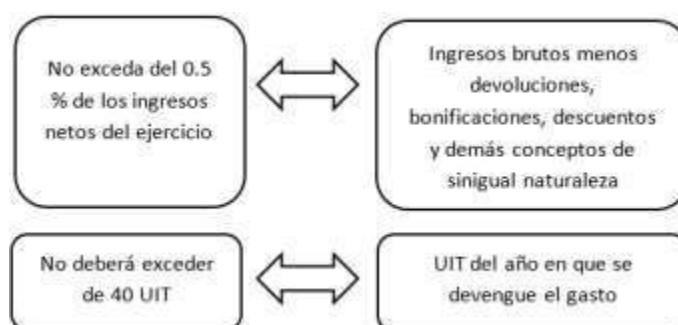 No exceda del 0.5
% de los ingresos
netos del ejercicio
Ingresos brutos menos
devoluciones,
bonificaciones, descuentos
y demás conceptos de
sinigual naturaleza
No deberá exceder
de 40 UIT
UIT del año en que se
devengue el gasto